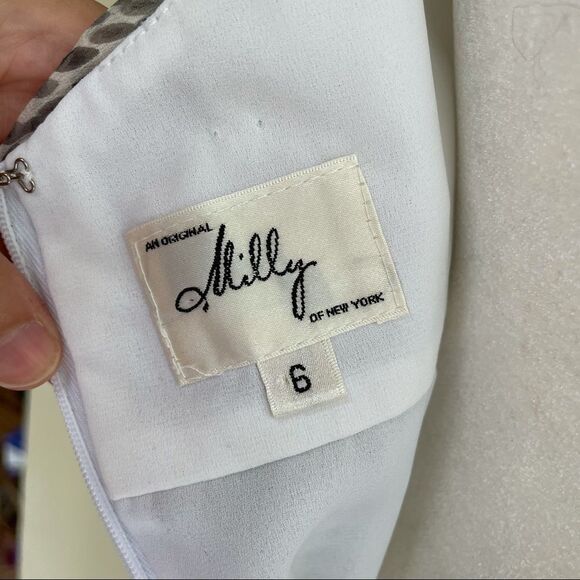 AN ORIGINAL
Milly
OF NEW YORK
6